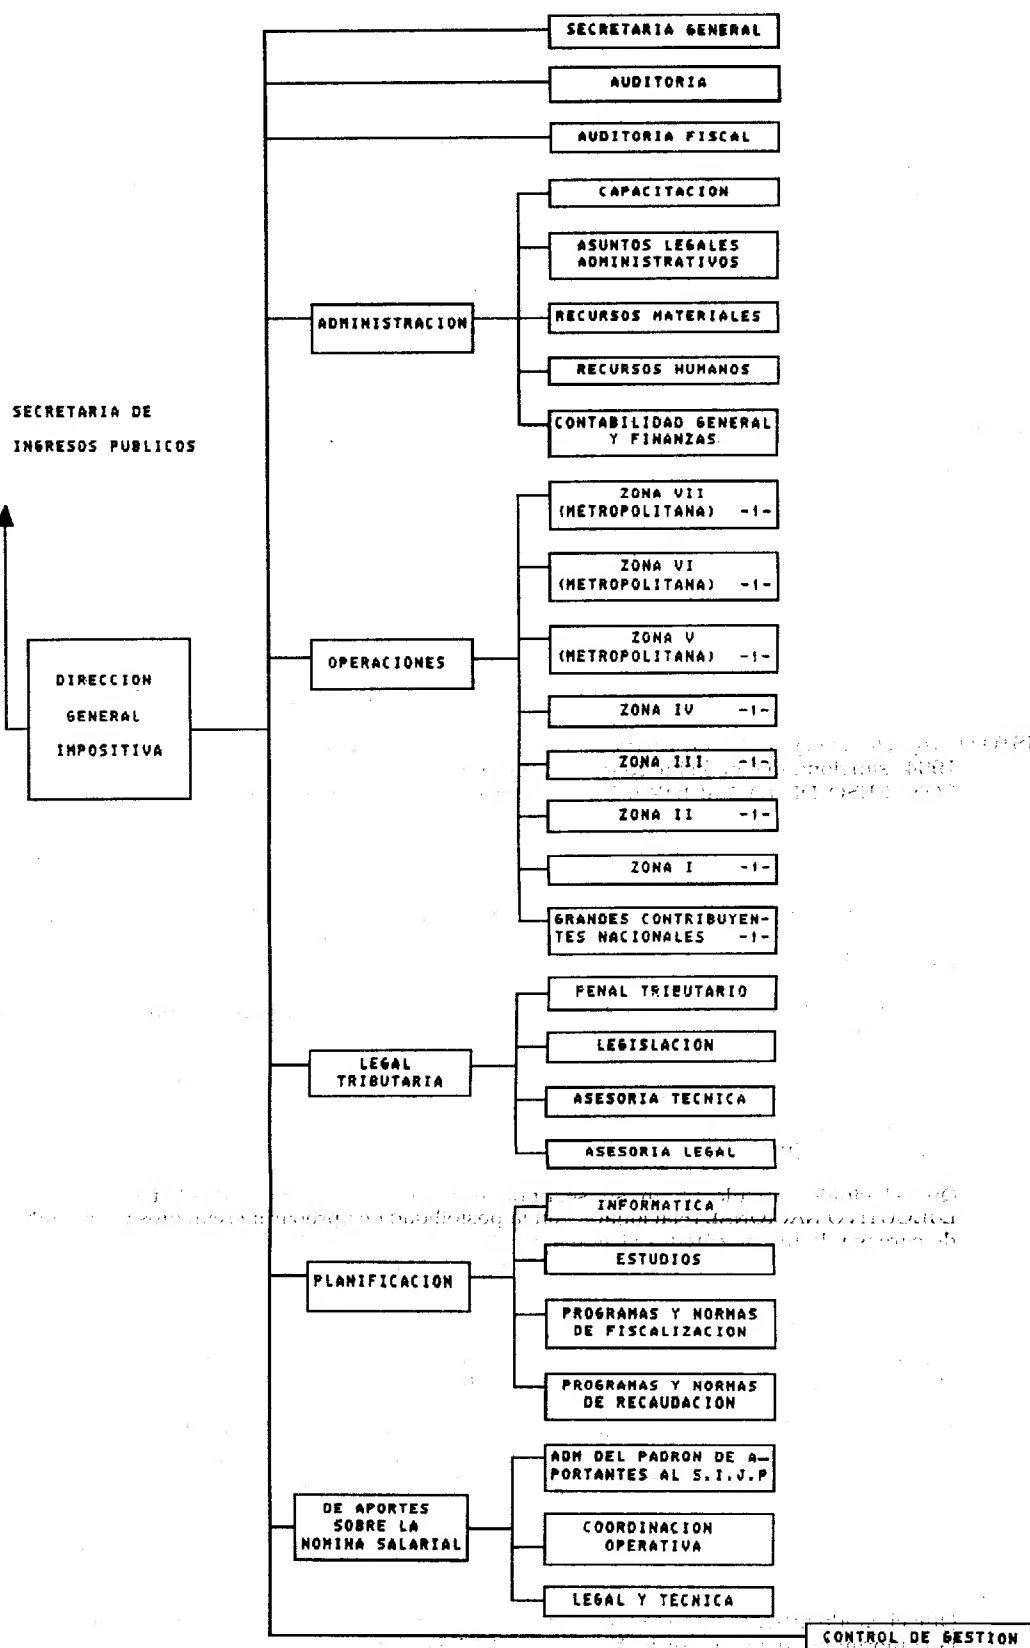 SECRETARIA GENERAL
AUDITORIA
AUDITORIA FISCAL
CAPACITACION
ASUNTOS LEGALES
ADMINISTRATIVOS
ADMINISTRACION
RECURSOS MATERIALES
RECURSOS HUMANOS
CONTABILIDAD GENERAL
Y FINANZAS
SECRETARIA DE
INGRESOS PUBLICOS
ZONA VII
(METROPOLITANA) -1-
ZONA VI
(METROPOLITANA) -1-
ZONA V
(METROPOLITANA) -1-
OPERACIONES
DIRECCION
GENERAL
IMPOSITIVA
ZONA IV -1-
ZONA III -1-
ZONA II -1-
ZONA I -1-
GRANDES CONTRIBUYEN-
TES NACIONALES -1-
PENAL TRIBUTARIO
LEGISLACION
LEGAL
TRIBUTARIA
ASESORIA TECNICA
ASESORIA LEGAL
INFORMATICA
ESTUDIOS
PLANIFICACION
PROGRAMAS Y NORMAS
DE FISCALIZACION
PROGRAMAS Y NORMAS
DE RECAUDACION
ADM DEL PADRON DE A-
PORTANTES AL S.I.J.P
DE APORTES
SOBRE LA
NOMINA SALARIAL
COORDINACION
OPERATIVA
LEGAL Y TECNICA
CONTROL DE GESTION